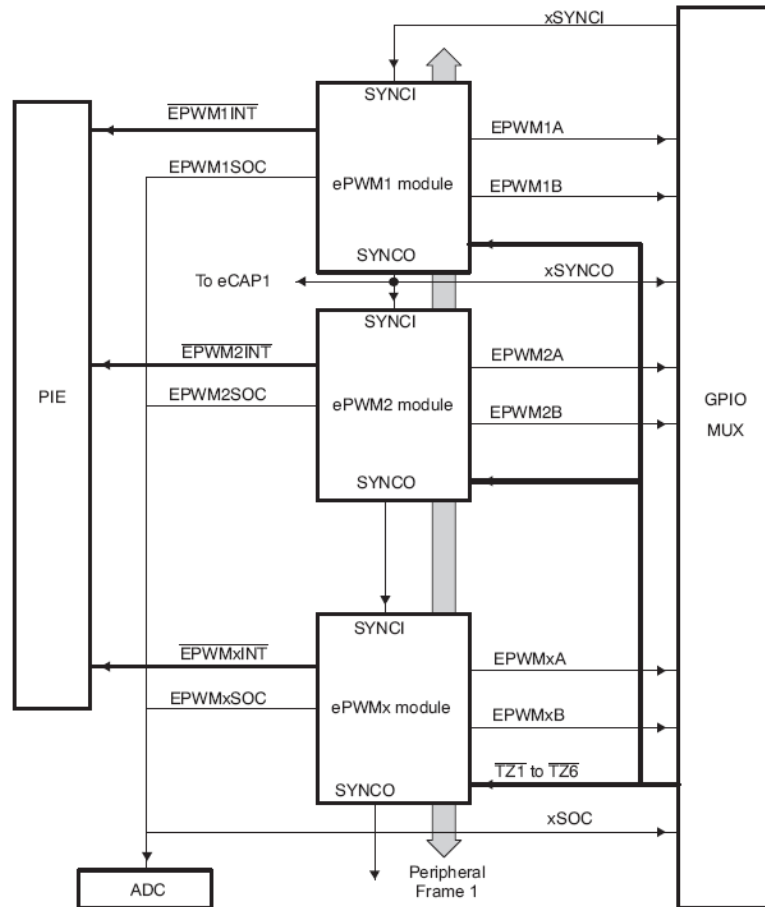 xSYNCI
SYNCI
EPWM1INT
EPWM1A
EPWM1SOC
ePWM1 module
EPWM1B
SYNCO
To eCAP1
xSYNCO
SYNCI
EPWM2INT
EPWM2A
PIE
EPWM2SOC
ePWM2 module
EPWM2B
GPIO
MUX
SYNCO
SYNCI
EPWMxINT
EPWMxA
EPWMxSOC
ePWMx module
EPWMxB
TZ1 to TZ6
SYNCO
xSOC
Peripheral
Frame 1
ADC